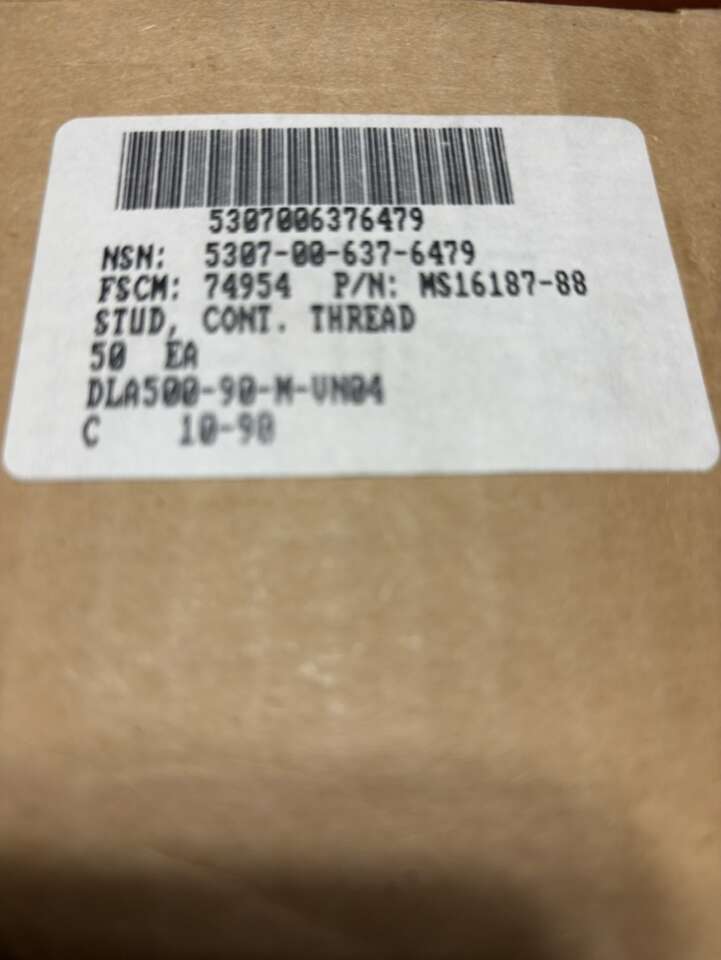 5307006376479
NSN: 5307-00-637-6479
FSCM: 74954 P/N: MS16187-88
STUD, CONT. THREAD
50 EA
DLA500-90-M-VN04
C 10-90